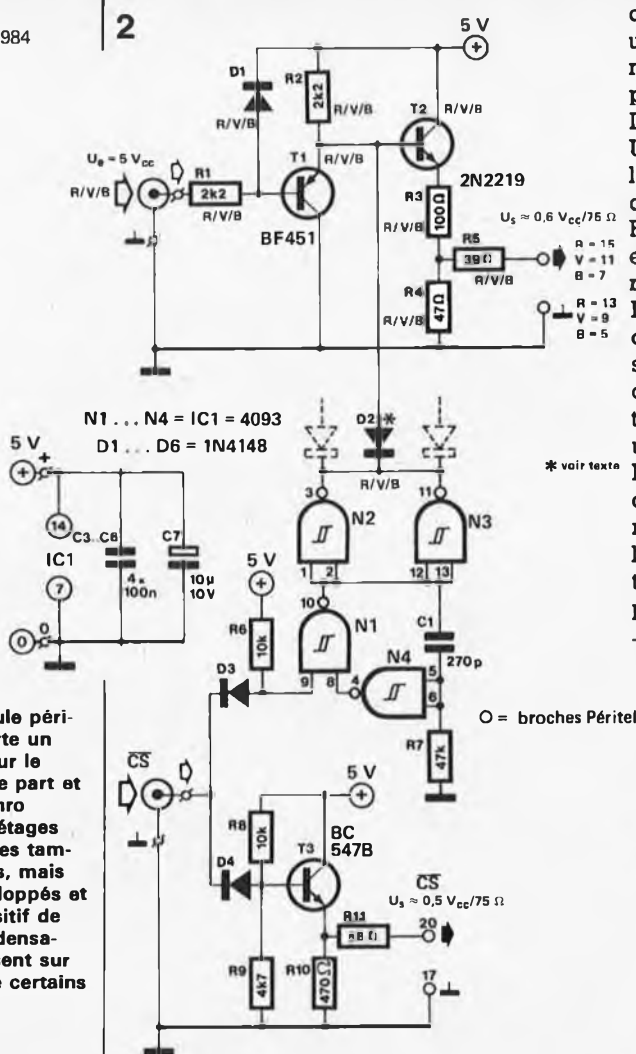 984
2
5 V
D1
R2
2k2
R/V/B
R/V/B
R/V/B
T2
R/V/B
Ue = 5 Vcc
R1
T1
R/V/B
R/V/B
2k2
R/V/B
BF451
2N2219
R3
100Ω
R/V/B
Us ≈ 0,6 Vcc/75 Ω
R5
39Ω
R/V/B
R = 15
V = 11
B = 7
R4
47Ω
R/V/B
R = 13
V = 9
B = 5
N1 ... N4 = IC1 = 4093
D1 ... D6 = 1N4148
D2*
R/V/B
* voir texte
5 V
14
IC1
7
0
C3...C6
4x
100n
C7
10µ
10V
3
N2
1 2
11
N3
12 13
5 V
R6
10k
10
N1
9 8
C1
270p
N4
4
5
6
R7
47k
D3
O = broches Péritel
ule péri-
rte un
ur le
e part et
nro
étages
es tam-
s, mais
loppés et
sitif de
densa-
sent sur
e certains
CS
5 V
R8
10k
BC
547B
T3
D4
CS
Us ≈ 0,5 Vcc/75 Ω
R11
20
R9
4k7
R10
470Ω
17